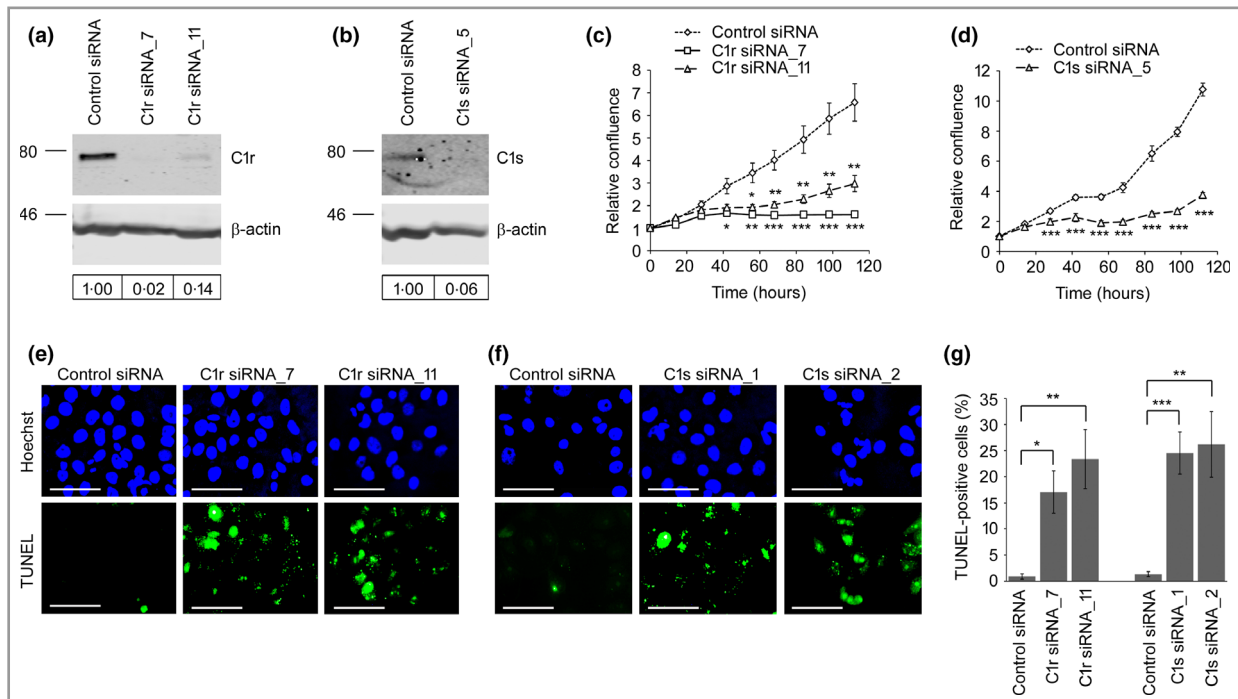 (a)
Control siRNA
C1r siRNA_7
C1r siRNA_11
80
C1r
46
β-actin
1·00 0·02 0·14
(b)
Control siRNA
C1s siRNA_5
80
C1s
46
β-actin
1·00 0·06
(c)
Control siRNA
C1r siRNA_7
C1r siRNA_11
Relative confluence
8
7
6
5
4
3
2
1
0
* ** ** ** **
* ** *** *** *** ***
0 20 40 60 80 100 120
Time (hours)
(d)
Control siRNA
C1s siRNA_5
Relative confluence
12
10
8
6
4
2
0
*** *** *** *** *** *** ***
0 20 40 60 80 100 120
Time (hours)
(e)
Control siRNA C1r siRNA_7 C1r siRNA_11
Hoechst
TUNEL
(f)
Control siRNA C1s siRNA_1 C1s siRNA_2
(g)
TUNEL-positive cells (%)
35
30
25
20
15
10
5
0
*
**
***
**
Control siRNA
C1r siRNA_7
C1r siRNA_11
Control siRNA
C1s siRNA_1
C1s siRNA_2